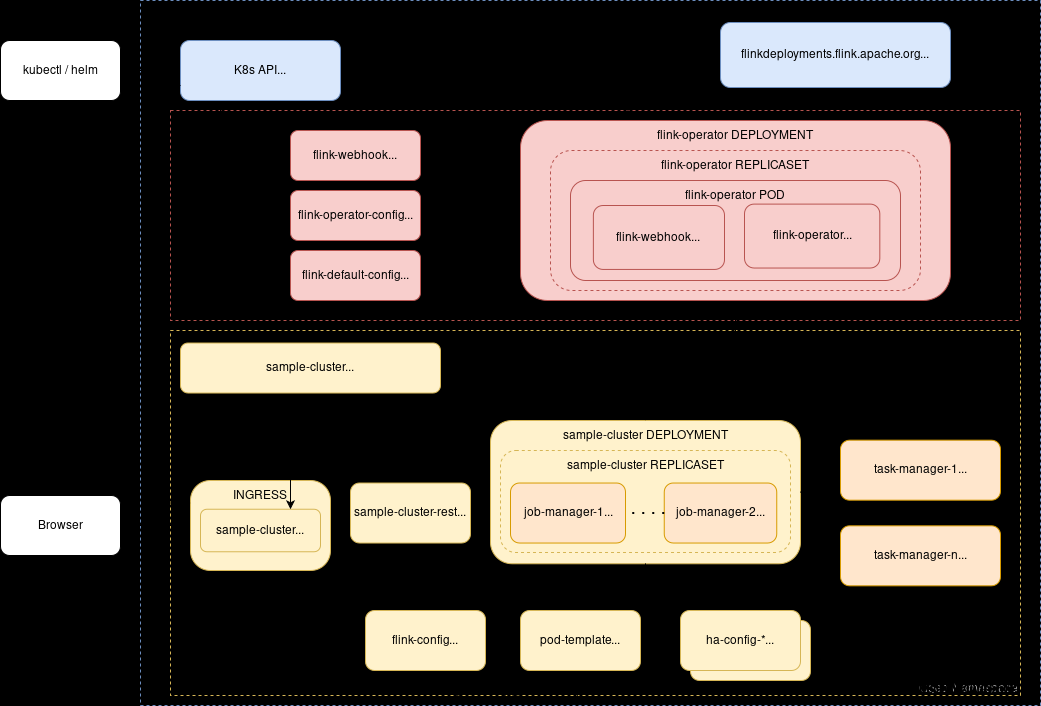 kubectl / helm
K8s API...
flinkdeployments.flink.apache.org...
flink-webhook...
flink-operator-config...
flink-default-config...
flink-operator DEPLOYMENT
flink-operator REPLICASET
flink-operator POD
flink-webhook...
flink-operator...
sample-cluster...
Browser
INGRESS
sample-cluster...
sample-cluster-rest...
sample-cluster DEPLOYMENT
sample-cluster REPLICASET
job-manager-1...
. . . .
job-manager-2...
task-manager-1...
task-manager-n...
flink-config...
pod-template...
ha-config-*...